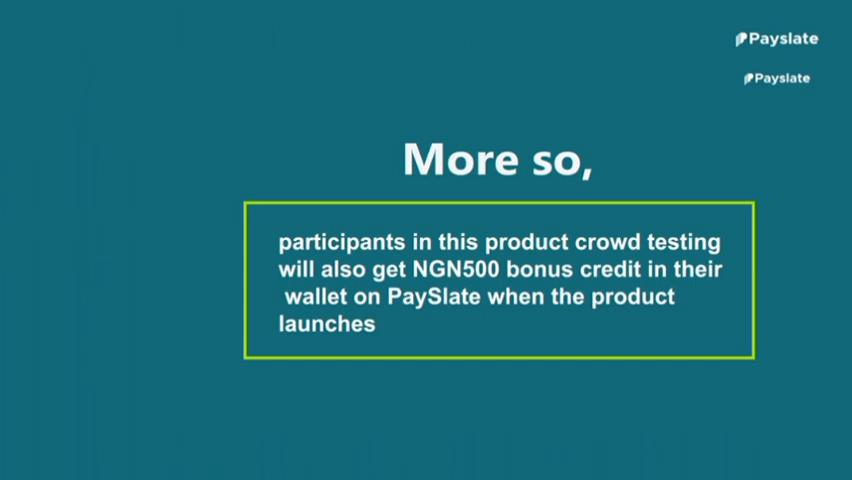 Payslate
Payslate
More so,
participants in this product crowd testing
will also get NGN500 bonus credit in their
wallet on PaySlate when the product
launches